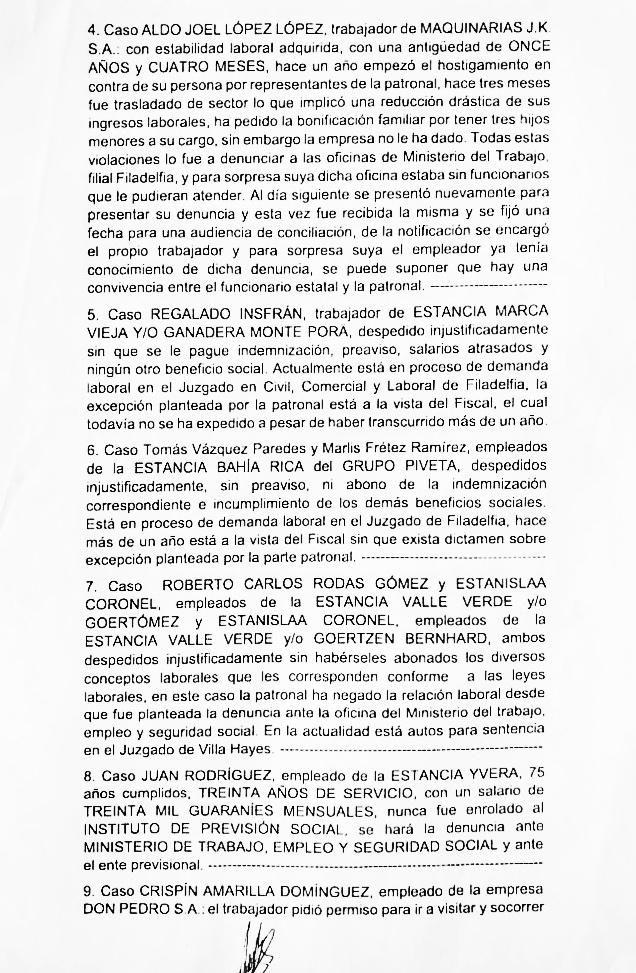 4. Caso ALDO JOEL LÓPEZ LÓPEZ, trabajador de MAQUINARIAS J.K.
S.A.: con estabilidad laboral adquirida, con una antigüedad de ONCE
AÑOS y CUATRO MESES, hace un año empezó el hostigamiento en
contra de su persona por representantes de la patronal, hace tres meses
fue trasladado de sector lo que implicó una reducción drástica de sus
ingresos laborales, ha pedido la bonificación familiar por tener tres hijos
menores a su cargo, sin embargo la empresa no le ha dado. Todas estas
violaciones lo fue a denunciar a las oficinas de Ministerio del Trabajo,
filial Filadelfia, y para sorpresa suya dicha oficina estaba sin funcionarios
que le pudieran atender. Al día siguiente se presentó nuevamente para
presentar su denuncia y esta vez fue recibida la misma y se fijó una
fecha para una audiencia de conciliación, de la notificación se encargó
el propio trabajador y para sorpresa suya el empleador ya tenía
conocimiento de dicha denuncia, se puede suponer que hay una
convivencia entre el funcionario estatal y la patronal. ------------------------
5. Caso REGALADO INSFRÁN, trabajador de ESTANCIA MARCA
VIEJA Y/O GANADERA MONTE PORA, despedido injustificadamente
sin que se le pague indemnización, preaviso, salarios atrasados y
ningún otro beneficio social. Actualmente está en proceso de demanda
laboral en el Juzgado en Civil, Comercial y Laboral de Filadelfia, la
excepción planteada por la patronal está a la vista del Fiscal, el cual
todavía no se ha expedido a pesar de haber transcurrido más de un año.
6. Caso Tomás Vázquez Paredes y Marlis Frétez Ramírez, empleados
de la ESTANCIA BAHÍA RICA del GRUPO PIVETA, despedidos
injustificadamente, sin preaviso, ni abono de la indemnización
correspondiente e incumplimiento de los demás beneficios sociales.
Está en proceso de demanda laboral en el Juzgado de Filadelfia, hace
más de un año está a la vista del Fiscal sin que exista dictamen sobre
excepción planteada por la parte patronal. ------------------------------------
7. Caso ROBERTO CARLOS RODAS GÓMEZ y ESTANISLAA
CORONEL, empleados de la ESTANCIA VALLE VERDE y/o
GOERTÓMEZ y ESTANISLAA CORONEL, empleados de la
ESTANCIA VALLE VERDE y/o GOERTZEN BERNHARD, ambos
despedidos injustificadamente sin habérseles abonados los diversos
conceptos laborales que les corresponden conforme a las leyes
laborales, en este caso la patronal ha negado la relación laboral desde
que fue planteada la denuncia ante la oficina del Ministerio del trabajo,
empleo y seguridad social. En la actualidad está autos para sentencia
en el Juzgado de Villa Hayes. ----------------------------------------------------
8. Caso JUAN RODRÍGUEZ, empleado de la ESTANCIA YVERA, 75
años cumplidos, TREINTA AÑOS DE SERVICIO, con un salario de
TREINTA MIL GUARANÍES MENSUALES, nunca fue enrolado al
INSTITUTO DE PREVISIÓN SOCIAL, se hará la denuncia ante
MINISTERIO DE TRABAJO, EMPLEO Y SEGURIDAD SOCIAL y ante
el ente previsional. ------------------------------------------------------------------
9. Caso CRISPÍN AMARILLA DOMÍNGUEZ, empleado de la empresa
DON PEDRO S.A.: el trabajador pidió permiso para ir a visitar y socorrer